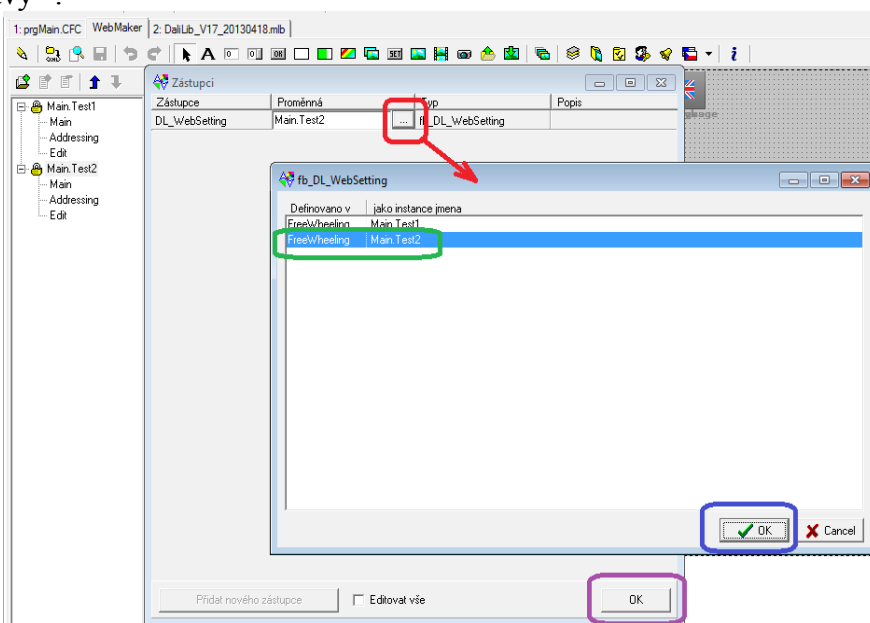 1: prgMain.CFC WebMaker 2: DaliLib_V17_20130418.mlb
Main.Test1
Main
Addressing
Edit
Main.Test2
Main
Addressing
Edit
Zástupci
Zástupce Proměnná Typ Popis
DL_WebSetting Main.Test2 ... fb_DL_WebSetting
fb_DL_WebSetting
Definovano v jako instance jmena
FreeWheeling Main.Test1
FreeWheeling Main.Test2
OK Cancel
Přidat nového zástupce Editovat vše OK